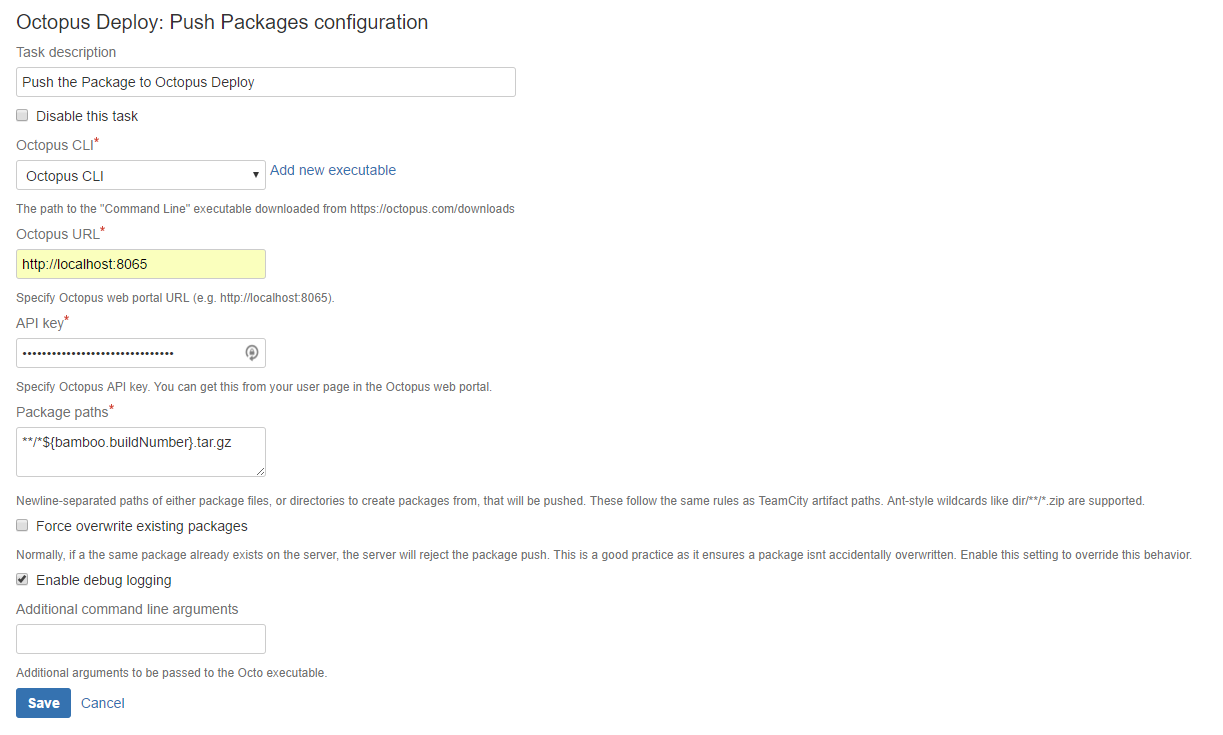 Octopus Deploy: Push Packages configuration
Task description
Push the Package to Octopus Deploy
Disable this task
Octopus CLI*
Octopus CLI
Add new executable
The path to the "Command Line" executable downloaded from https://octopus.com/downloads
Octopus URL*
http://localhost:8065
Specify Octopus web portal URL (e.g. http://localhost:8065).
API key*
•••••••••••••••••••••••••••••••
Specify Octopus API key. You can get this from your user page in the Octopus web portal.
Package paths*
**/*${bamboo.buildNumber}.tar.gz
Newline-separated paths of either package files, or directories to create packages from, that will be pushed. These follow the same rules as TeamCity artifact paths. Ant-style wildcards like dir/**/*.zip are supported.
Force overwrite existing packages
Normally, if a the same package already exists on the server, the server will reject the package push. This is a good practice as it ensures a package isnt accidentally overwritten. Enable this setting to override this behavior.
Enable debug logging
Additional command line arguments
Additional arguments to be passed to the Octo executable.
Save Cancel